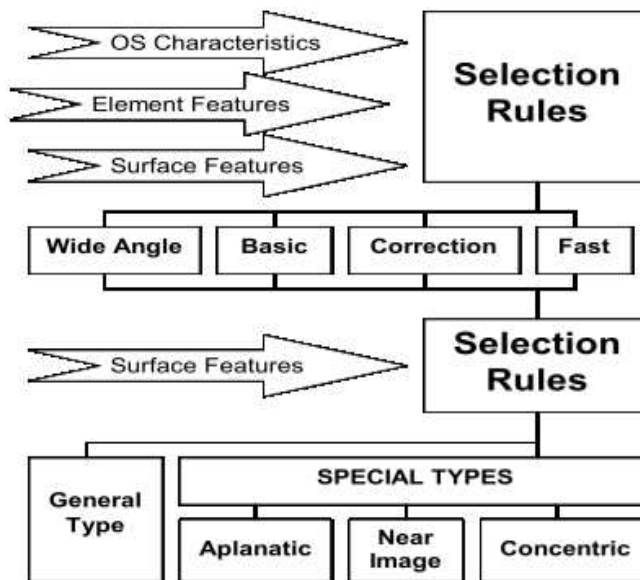 OS Characteristics
Element Features
Surface Features
Selection
Rules
Wide Angle
Basic
Correction
Fast
Surface Features
Selection
Rules
General
Type
SPECIAL TYPES
Aplanatic
Near
Image
Concentric